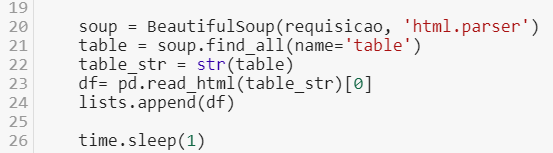 19
20 soup = BeautifulSoup(requisicao, 'html.parser')
21 table = soup.find_all(name='table')
22 table_str = str(table)
23 df= pd.read_html(table_str)[0]
24 lists.append(df)
25
26 time.sleep(1)